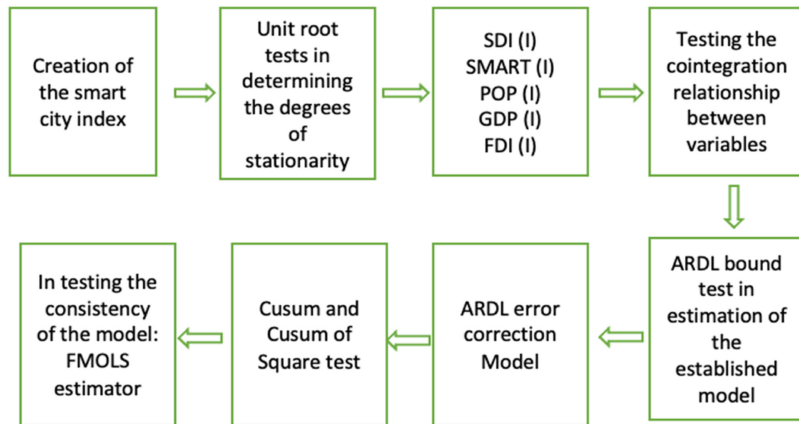 Creation of
the smart
city index
Unit root
tests in
determining
the degrees
of
stationarity
SDI (I)
SMART (I)
POP (I)
GDP (I)
FDI (I)
Testing the
cointegration
relationship
between
variables
ARDL bound
test in
estimation of
the
established
model
ARDL error
correction
Model
Cusum and
Cusum of
Square test
In testing the
consistency
of the model:
FMOLS
estimator